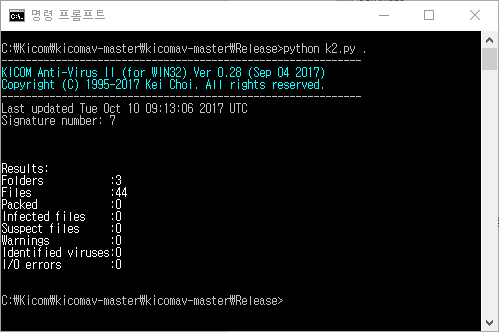 명령 프롬프트
C:₩Kicom₩kicomav-master₩kicomav-master₩Release>python k2.py .
------------------------------------------------------------
KICOM Anti-Virus II (for WIN32) Ver 0.28 (Sep 04 2017)
Copyright (C) 1995-2017 Kei Choi. All rights reserved.
------------------------------------------------------------
Last updated Tue Oct 10 09:13:06 2017 UTC
Signature number: 7
Results:
Folders           :3
Files             :44
Packed            :0
Infected files    :0
Suspect files     :0
Warnings          :0
Identified viruses:0
I/O errors        :0
C:₩Kicom₩kicomav-master₩kicomav-master₩Release>